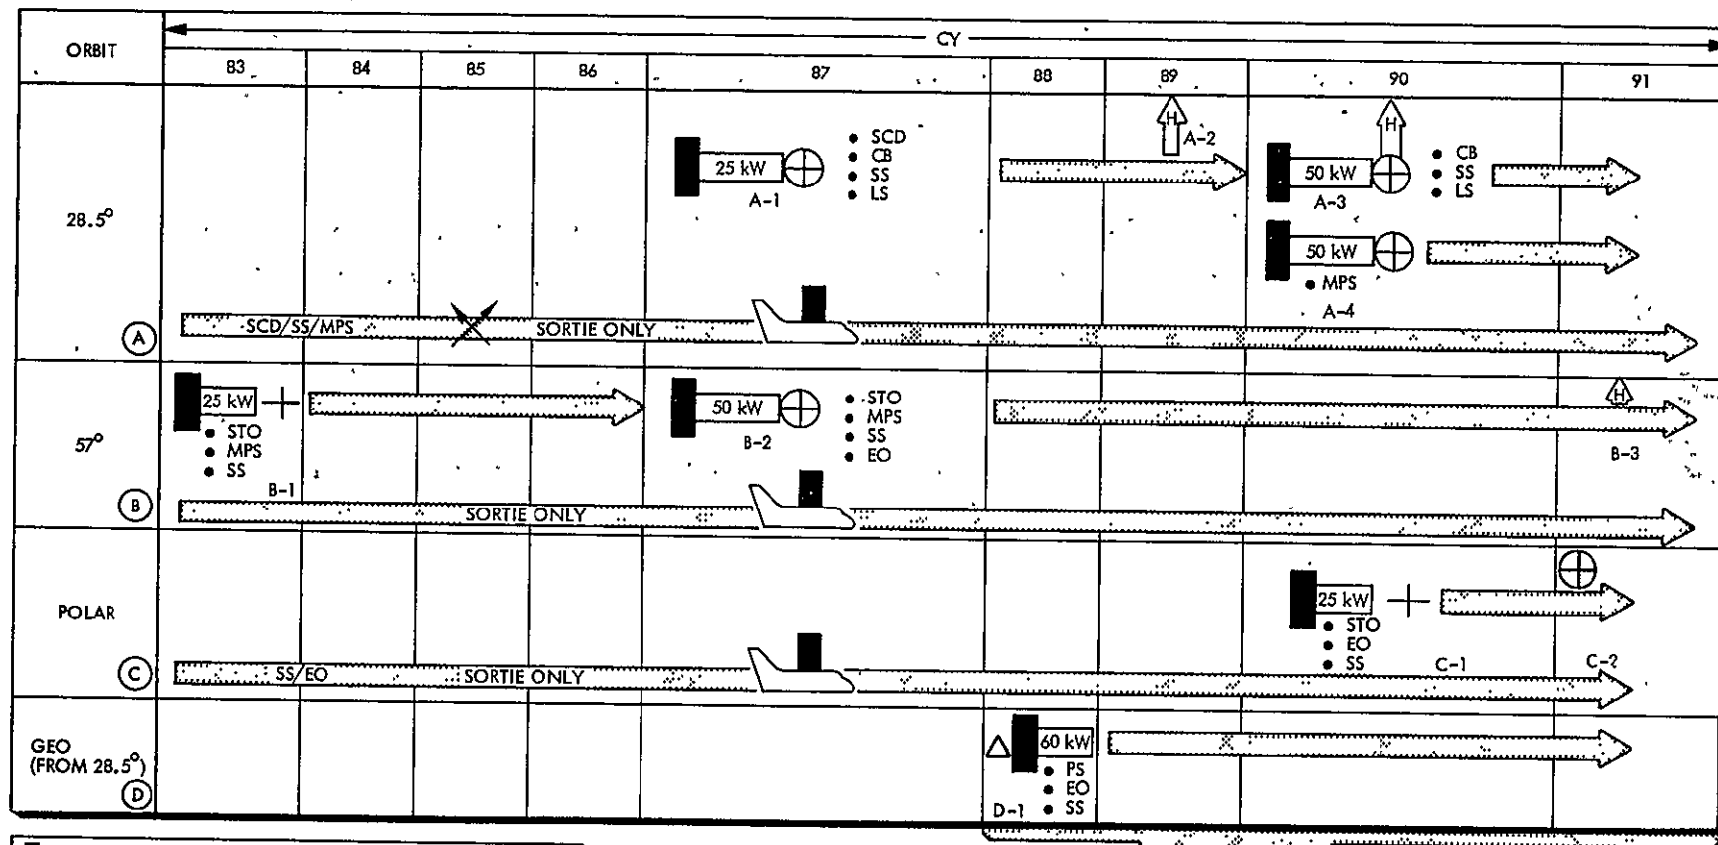 ORBIT
CY
83 84 85 86 87 88 89 90 91
28.5°
A
25 kW
A-1
• SCD
• CB
• SS
• LS
H
A-2
50 kW
A-3
H
• CB
• SS
• LS
50 kW
• MPS
A-4
SCD/SS/MPS
SORTIE ONLY
57°
B
25 kW
• STO
• MPS
• SS
B-1
50 kW
B-2
• STO
• MPS
• SS
• EO
H
B-3
SORTIE ONLY
POLAR
C
25 kW
• STO
• EO
• SS
C-1
C-2
SS/EO
SORTIE ONLY
GEO
(FROM 28.5°)
D
60 kW
• PS
• EO
• SS
D-1